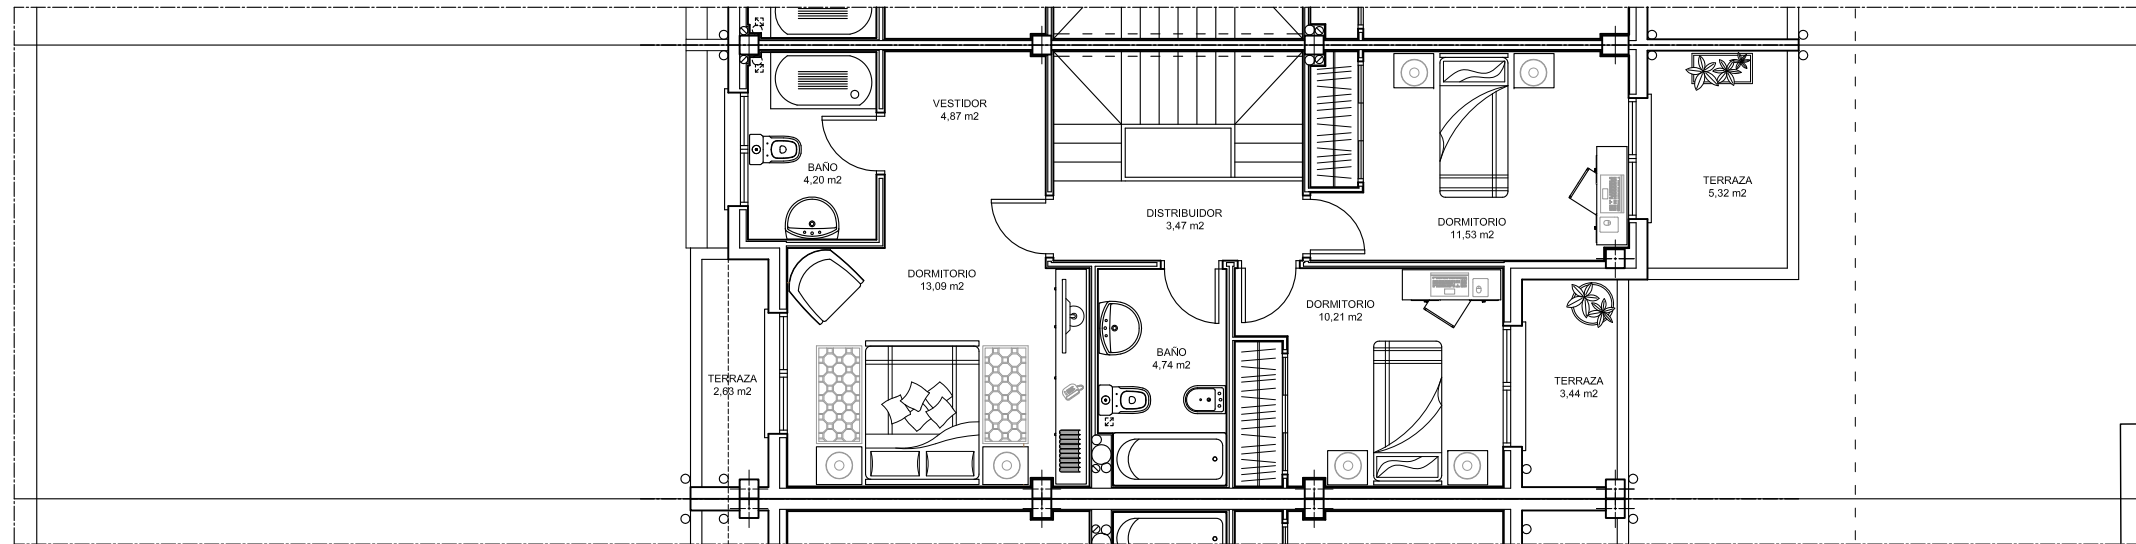 VESTIDOR
4,87 m2
BAÑO
4,20 m2
TERRAZA
5,32 m2
DISTRIBUIDOR
3,47 m2
DORMITORIO
11,53 m2
DORMITORIO
13,09 m2
DORMITORIO
10,21 m2
BAÑO
4,74 m2
TERRAZA
2,63 m2
TERRAZA
3,44 m2